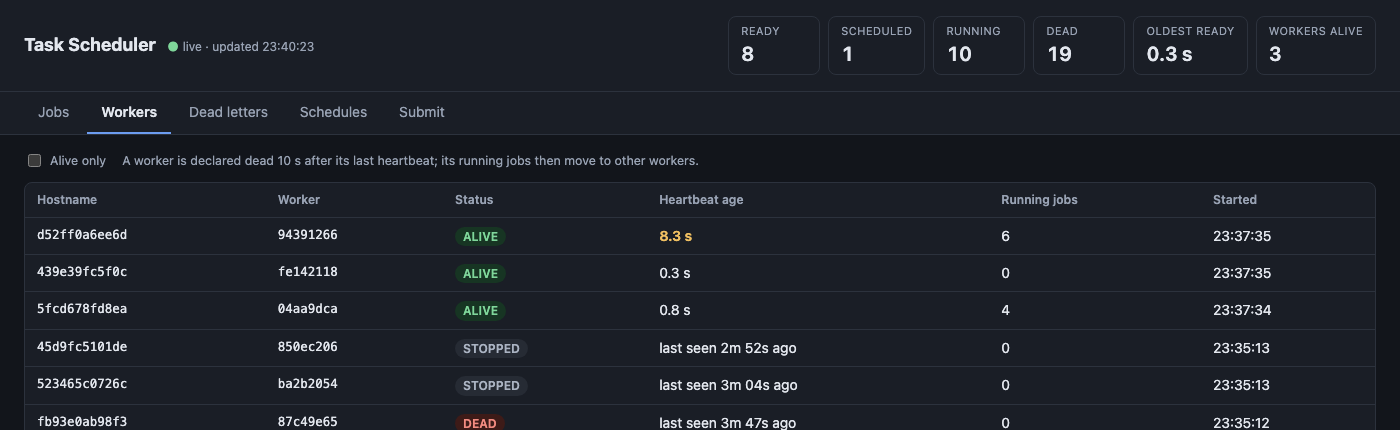 Task Scheduler live · updated 23:40:23
READY SCHEDULED RUNNING DEAD OLDEST READY WORKERS ALIVE
8 1 10 19 0.3 s 3
Jobs Workers Dead letters Schedules Submit
Alive only A worker is declared dead 10 s after its last heartbeat; its running jobs then move to other workers.
Hostname Worker Status Heartbeat age Running jobs Started
d52ff0a6ee6d 94391266 ALIVE 8.3 s 6 23:37:35
439e39fc5f0c fe142118 ALIVE 0.3 s 0 23:37:35
5fcd678fd8ea 04aa9dca ALIVE 0.8 s 4 23:37:34
45d9fc5101de 850ec206 STOPPED last seen 2m 52s ago 0 23:35:13
523465c0726c ba2b2054 STOPPED last seen 3m 04s ago 0 23:35:13
fb93e0ab98f3 87c49e65 DEAD last seen 3m 47s ago 0 23:35:12